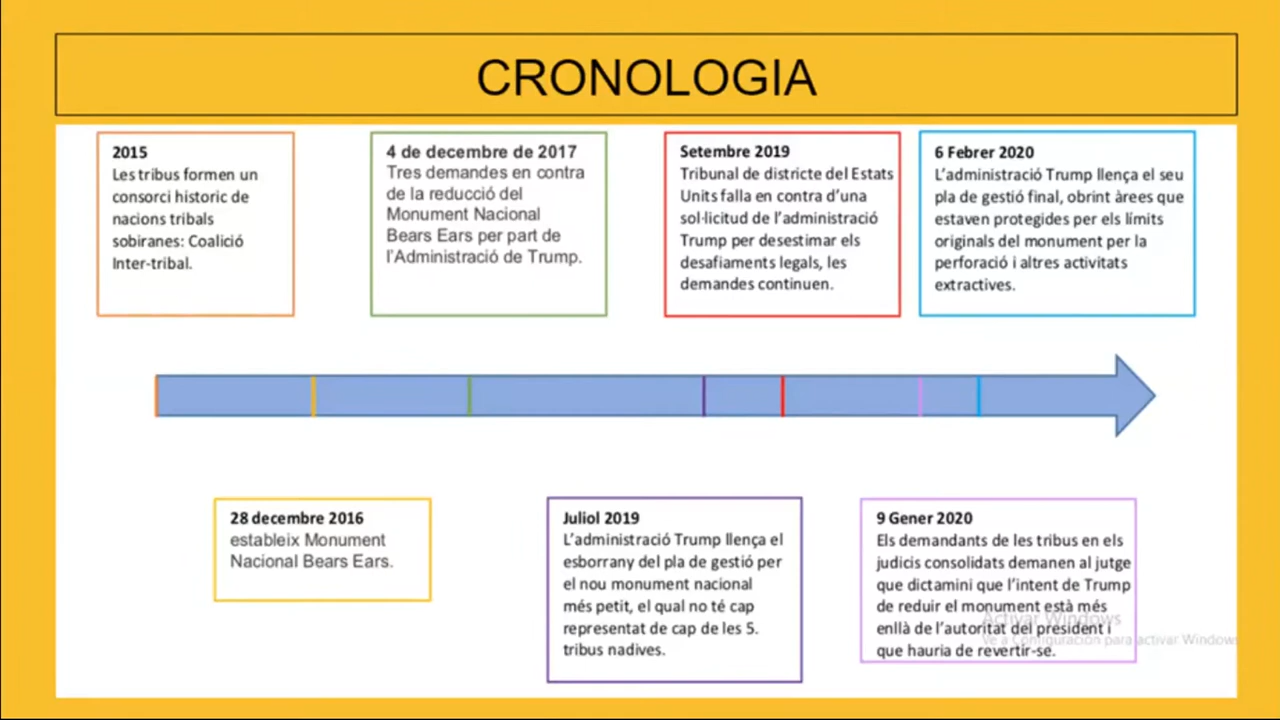 CRONOLOGIA
2015
Les tribus formen un
consorci historic de
nacions tribals
sobiranes: Coalició
Inter-tribal.
4 de decembre de 2017
Tres demandes en contra
de la reducció del
Monument Nacional
Bears Ears per part de
l’Administració de Trump.
Setembre 2019
Tribunal de districte del Estats
Units falla en contra d’una
sol·licitud de l’administració
Trump per desestimar els
desafiaments legals, les
demandes continuen.
6 Febrer 2020
L’administració Trump llença el seu
pla de gestió final, obrint àrees que
estaven protegides per els límits
originals del monument per la
perforació i altres activitats
extractives.
28 decembre 2016
estableix Monument
Nacional Bears Ears.
Juliol 2019
L’administració Trump llença el
esborrany del pla de gestió per
el nou monument nacional
més petit, el qual no té cap
representat de cap de les 5.
tribus nadives.
9 Gener 2020
Els demandants de les tribus en els
judicis consolidats demanen al jutge
que dictamini que l’intent de Trump
de reduir el monument està més
enllà de l’autoritat del president i
que hauria de revertir-se.
Activar Windows
Ve a Configuración para activar Windows